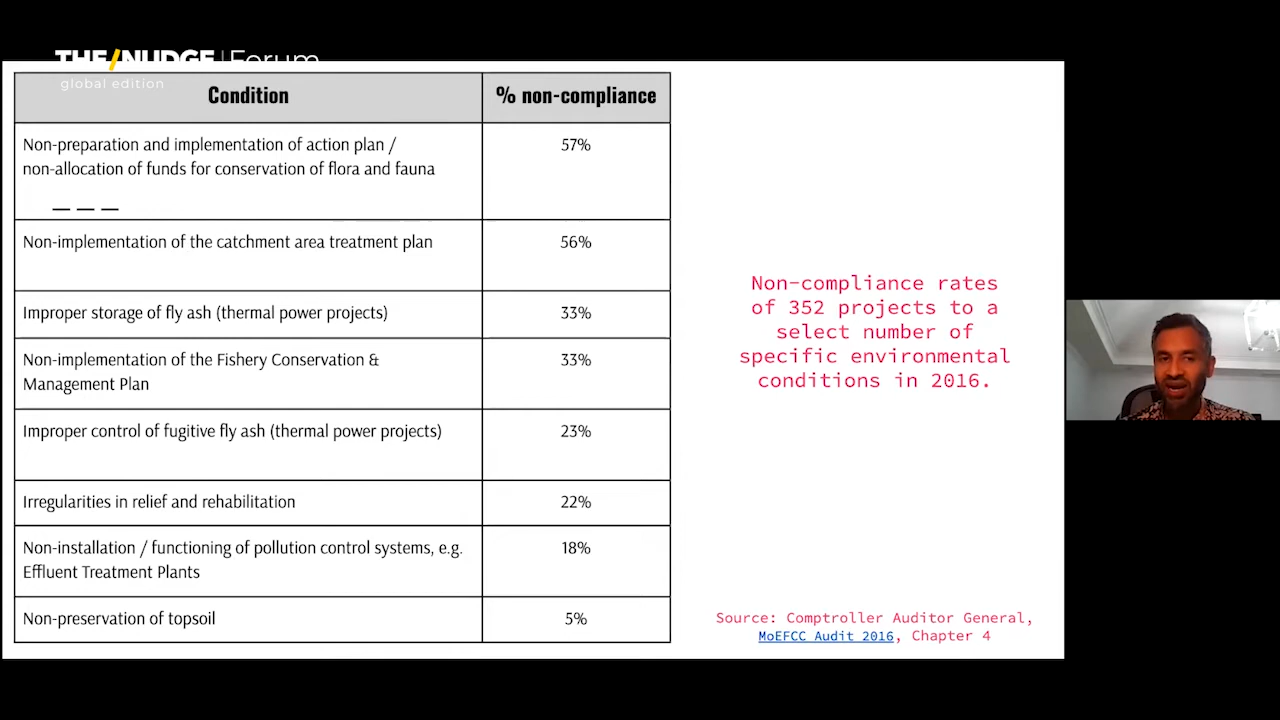 THE/NUDGE | Forum
global edition
Condition
% non-compliance
Non-preparation and implementation of action plan /
non-allocation of funds for conservation of flora and fauna
57%
Non-implementation of the catchment area treatment plan
56%
Improper storage of fly ash (thermal power projects)
33%
Non-implementation of the Fishery Conservation &
Management Plan
33%
Improper control of fugitive fly ash (thermal power projects)
23%
Irregularities in relief and rehabilitation
22%
Non-installation / functioning of pollution control systems, e.g.
Effluent Treatment Plants
18%
Non-preservation of topsoil
5%
Non-compliance rates
of 352 projects to a
select number of
specific environmental
conditions in 2016.
Source: Comptroller Auditor General,
MoEFCC Audit 2016, Chapter 4